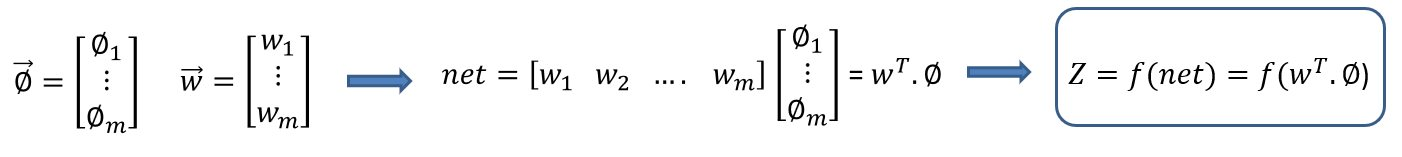 ∅⃗ = [∅₁ ⋮ ∅ₘ] w⃗ = [w₁ ⋮ wₘ] net = [w₁ w₂ …. wₘ] [∅₁ ⋮ ∅ₘ] = wᵀ.∅ Z = f(net) = f(wᵀ.∅)